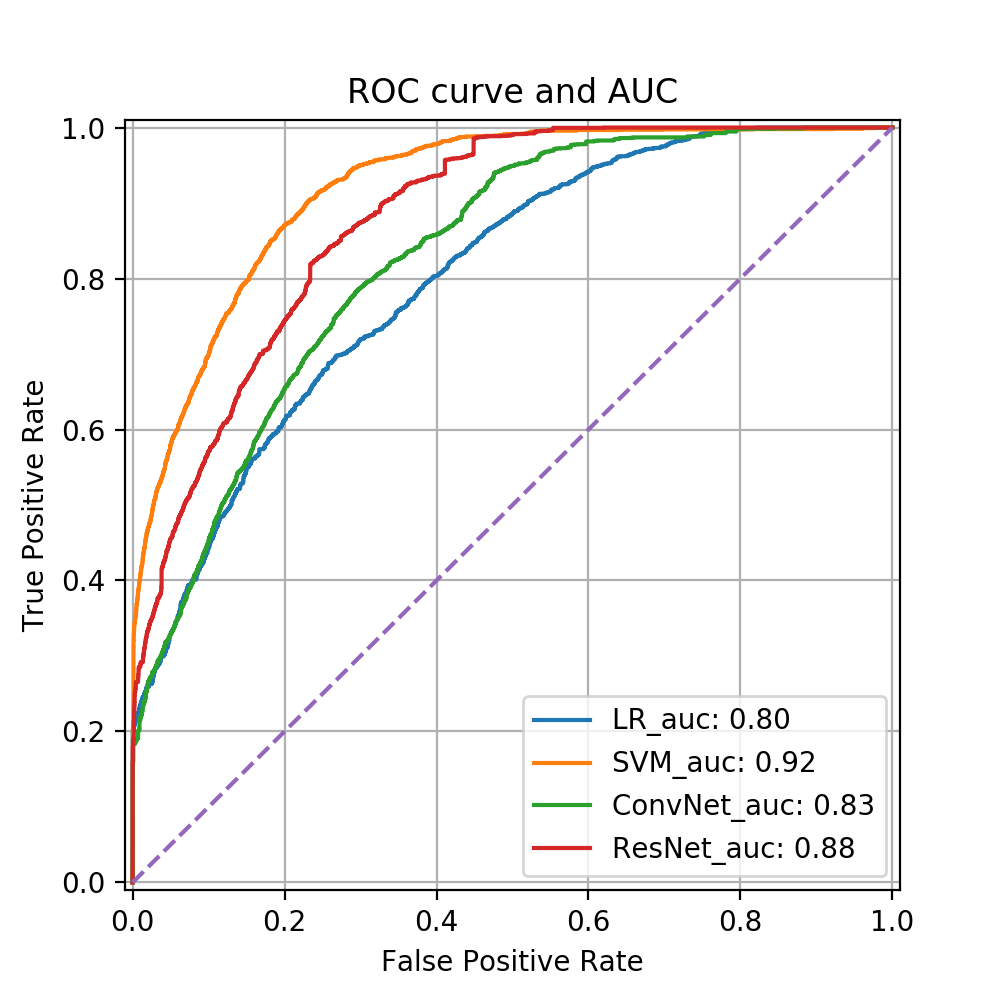 ROC curve and AUC
1.0
0.8
0.6
0.4
0.2
0.0
True Positive Rate
LR_auc: 0.80
SVM_auc: 0.92
ConvNet_auc: 0.83
ResNet_auc: 0.88
0.0 0.2 0.4 0.6 0.8 1.0
False Positive Rate